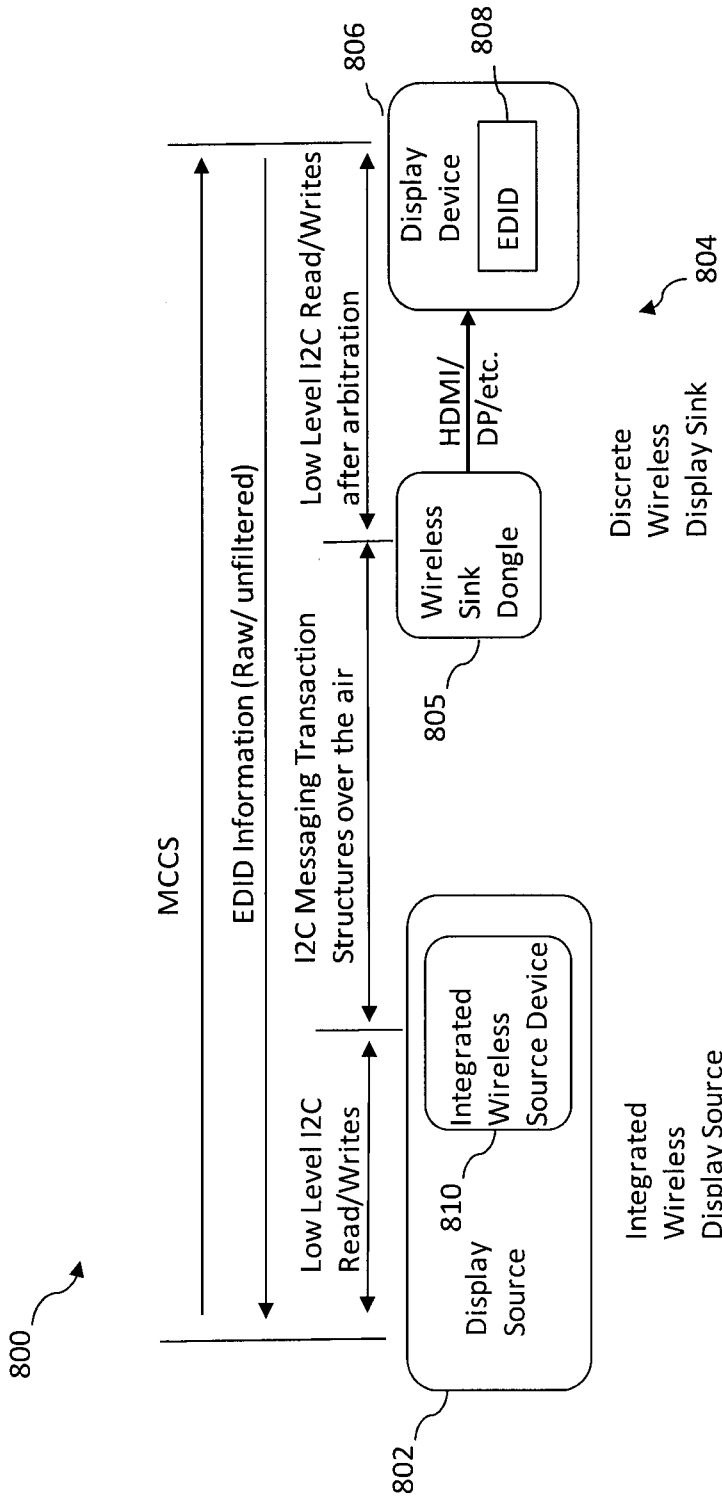 800
MCCS
EDID Information (Raw/ unfiltered)
Low Level I2C
Read/Writes
I2C Messaging Transaction
Structures over the air
Low Level I2C Read/Writes
after arbitration
802
Display
Source
810
Integrated
Wireless
Source Device
Integrated
Wireless
Display Source
805
Wireless
Sink
Dongle
HDMI/
DP/etc.
806
Display
Device
EDID
808
Discrete
Wireless
Display Sink
804